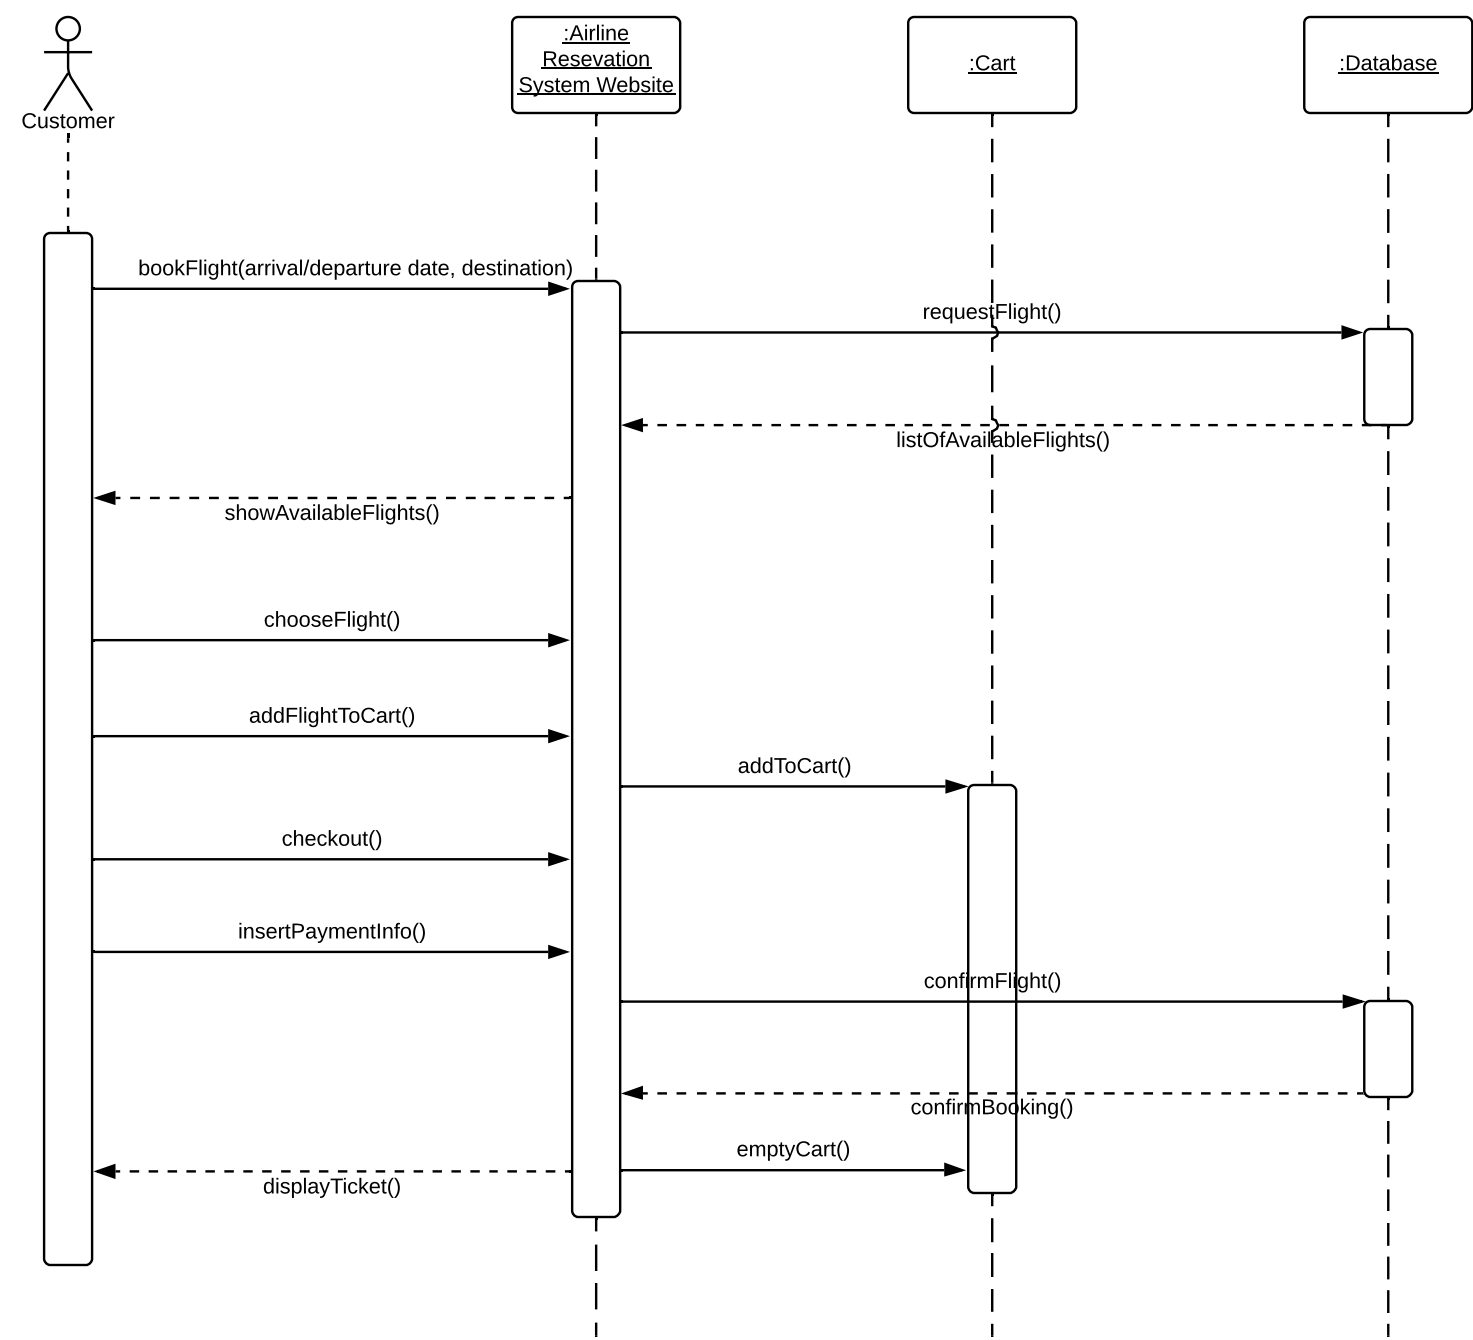 :Airline
Resevation
System Website
:Cart
:Database
Customer
bookFlight(arrival/departure date, destination)
requestFlight()
listOfAvailableFlights()
showAvailableFlights()
chooseFlight()
addFlightToCart()
addToCart()
checkout()
insertPaymentInfo()
confirmFlight()
confirmBooking()
emptyCart()
displayTicket()